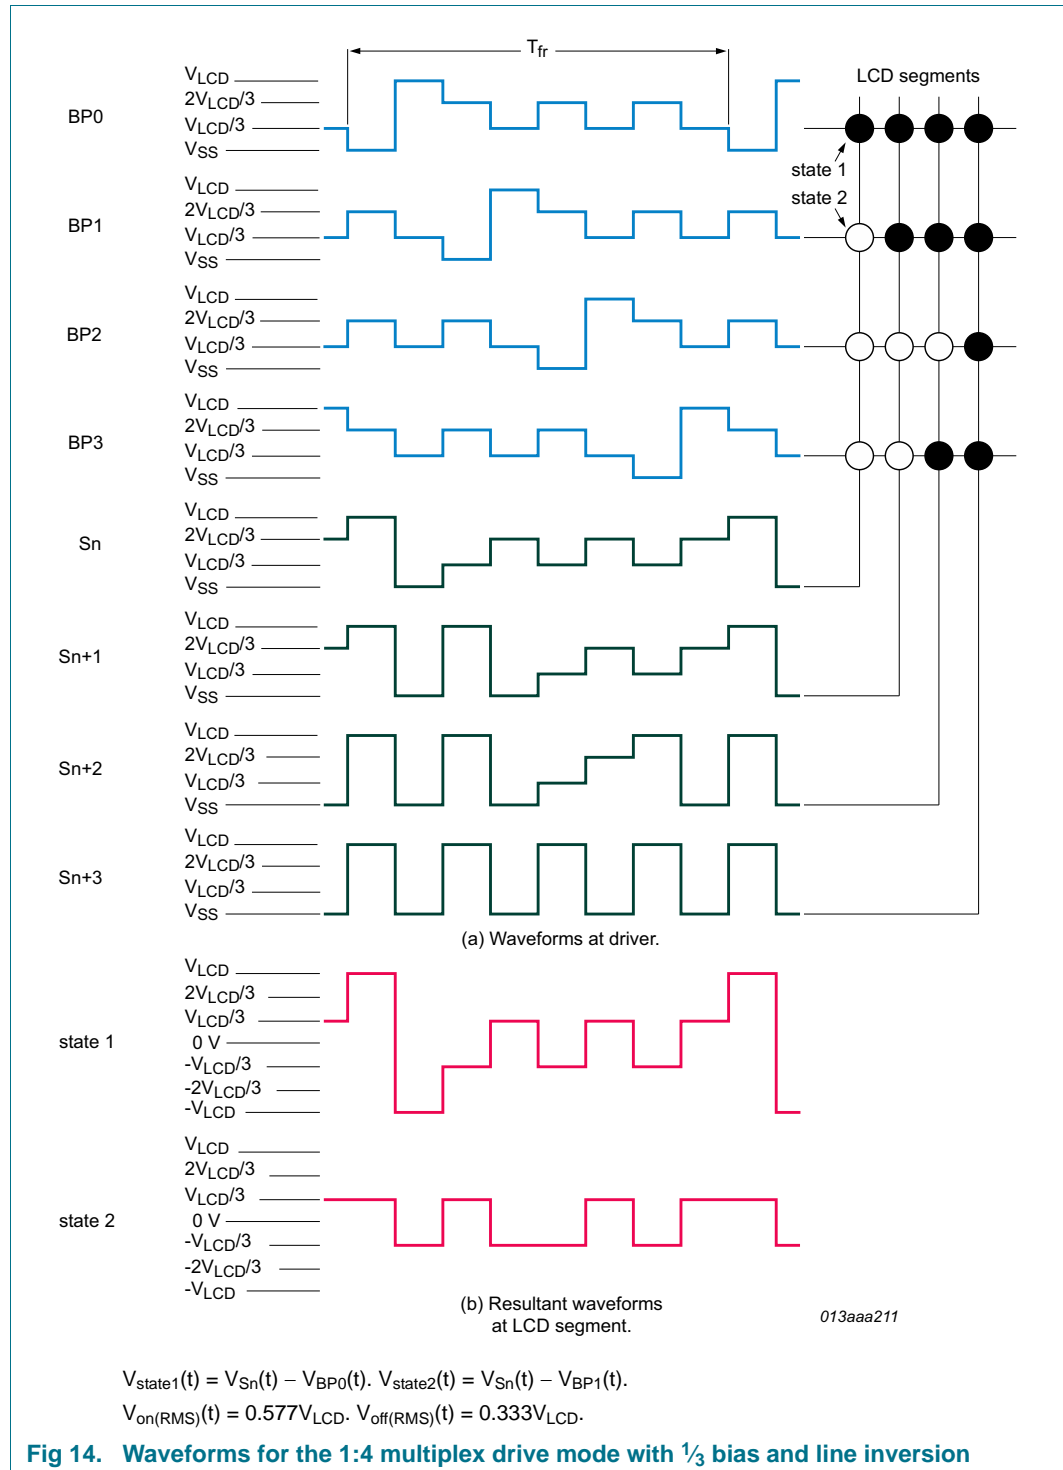 T_fr
V_LCD
2V_LCD/3
BP0
V_LCD/3
V_SS
LCD segments
state 1
state 2
V_LCD
2V_LCD/3
BP1
V_LCD/3
V_SS
V_LCD
2V_LCD/3
BP2
V_LCD/3
V_SS
V_LCD
2V_LCD/3
BP3
V_LCD/3
V_SS
V_LCD
2V_LCD/3
Sn
V_LCD/3
V_SS
V_LCD
2V_LCD/3
Sn+1
V_LCD/3
V_SS
V_LCD
2V_LCD/3
Sn+2
V_LCD/3
V_SS
V_LCD
2V_LCD/3
Sn+3
V_LCD/3
V_SS
(a) Waveforms at driver.
V_LCD
2V_LCD/3
V_LCD/3
state 1
0 V
-V_LCD/3
-2V_LCD/3
-V_LCD
V_LCD
2V_LCD/3
V_LCD/3
state 2
0 V
-V_LCD/3
-2V_LCD/3
-V_LCD
(b) Resultant waveforms
at LCD segment.
013aaa211
V_state1(t) = V_Sn(t) − V_BP0(t). V_state2(t) = V_Sn(t) − V_BP1(t).
V_on(RMS)(t) = 0.577V_LCD. V_off(RMS)(t) = 0.333V_LCD.
Fig 14. Waveforms for the 1:4 multiplex drive mode with 1⁄3 bias and line inversion